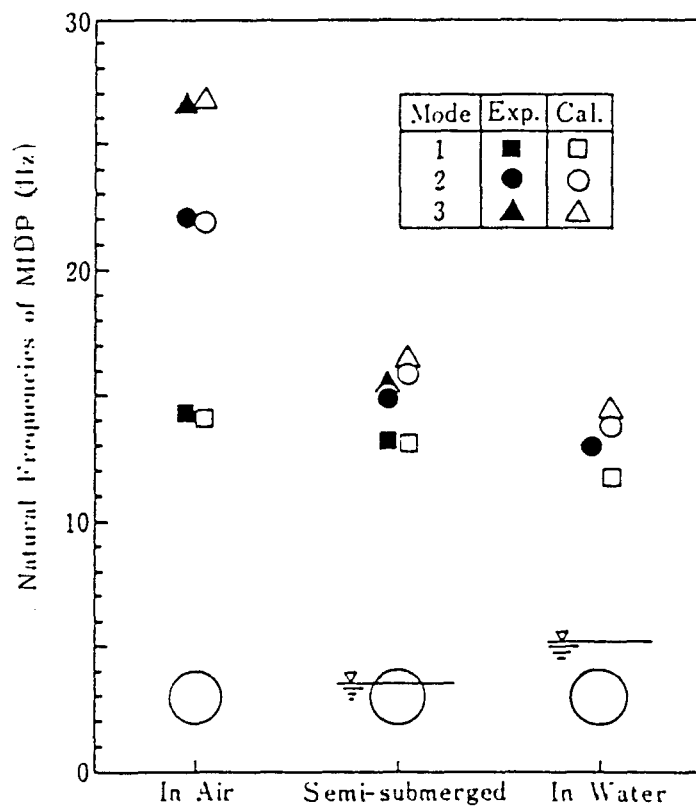 30
20
10
0
Natural Frequencies of MIDP (Hz)
Mode Exp. Cal.
1
2
3
In Air Semi-submerged In Water